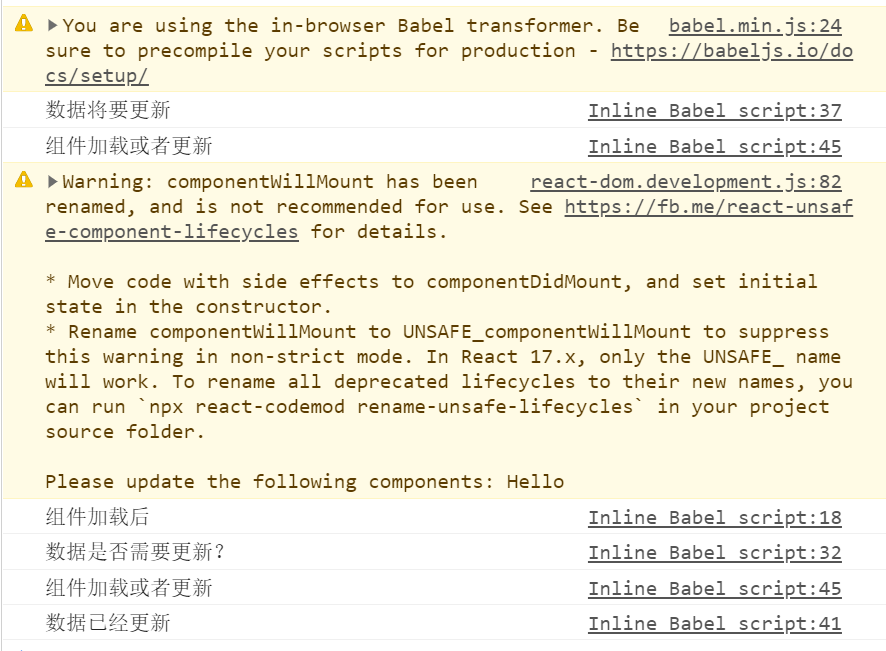 You are using the in-browser Babel transformer. Be babel.min.js:24
sure to precompile your scripts for production - https://babeljs.io/do
cs/setup/
数据将要更新 Inline Babel script:37
组件加载或者更新 Inline Babel script:45
Warning: componentWillMount has been react-dom.development.js:82
renamed, and is not recommended for use. See https://fb.me/react-unsaf
e-component-lifecycles for details.
* Move code with side effects to componentDidMount, and set initial
state in the constructor.
* Rename componentWillMount to UNSAFE_componentWillMount to suppress
this warning in non-strict mode. In React 17.x, only the UNSAFE_ name
will work. To rename all deprecated lifecycles to their new names, you
can run `npx react-codemod rename-unsafe-lifecycles` in your project
source folder.
Please update the following components: Hello
组件加载后 Inline Babel script:18
数据是否需要更新? Inline Babel script:32
组件加载或者更新 Inline Babel script:45
数据已经更新 Inline Babel script:41